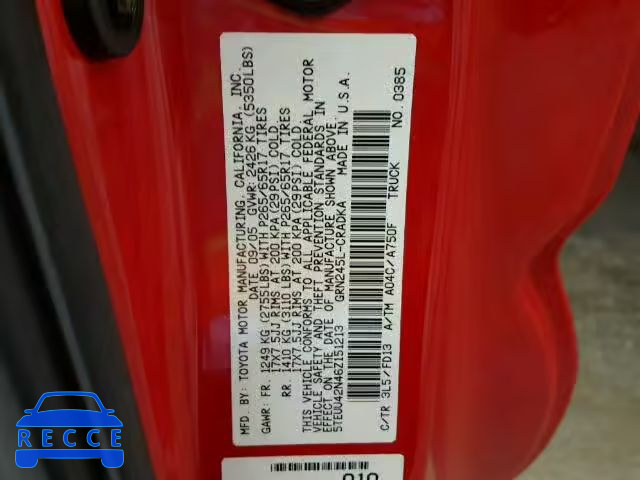 MFD. BY: TOYOTA MOTOR MANUFACTURING, CALIFORNIA, INC.
DATE 09/05 GVWR: 2426 KG (5350LBS)
GAWR: FR. 1249 KG (2755LBS) WITH P265/65R17 TIRES
17X7.5JJ RIMS AT 200 KPA (29PSI) COLD
RR. 1410 KG (3110 LBS) WITH P265/65R17 TIRES
17X7.5JJ RIMS AT 200 KPA (29PSI) COLD
THIS VEHICLE CONFORMS TO ALL APPLICABLE FEDERAL MOTOR
VEHICLE SAFETY AND THEFT PREVENTION STANDARDS IN
EFFECT ON THE DATE OF MANUFACTURE SHOWN ABOVE.
5TEUU42N46Z151213 MADE IN U.S.A.
GRN245L-CRADKA
C/TR 3L5/FD13 A/TM A04C/A750F TRUCK NO. 0385
010
RECCE